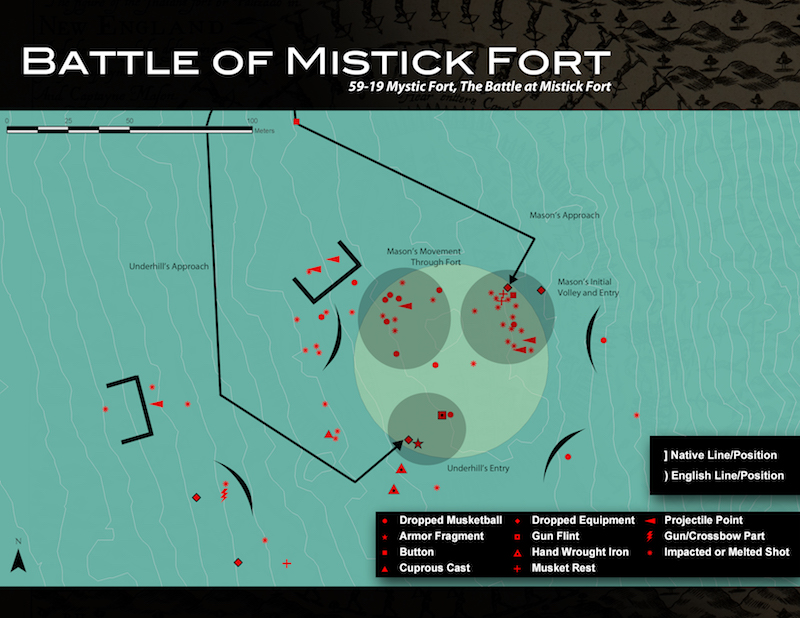 NEW ENGLAND
BATTLE OF MISTICK FORT
59-19 Mystic Fort, The Battle at Mistick Fort
0 25 50 100
Meters
Mason's Approach
Mason's Movement
Through Fort
Underhill's Approach
Mason's Initial
Volley and Entry
Underhill's Entry
] Native Line/Position
) English Line/Position
Dropped Musketball Dropped Equipment Projectile Point
Armor Fragment Gun Flint Gun/Crossbow Part
Button Hand Wrought Iron Impacted or Melted Shot
Cuprous Cast Musket Rest
N